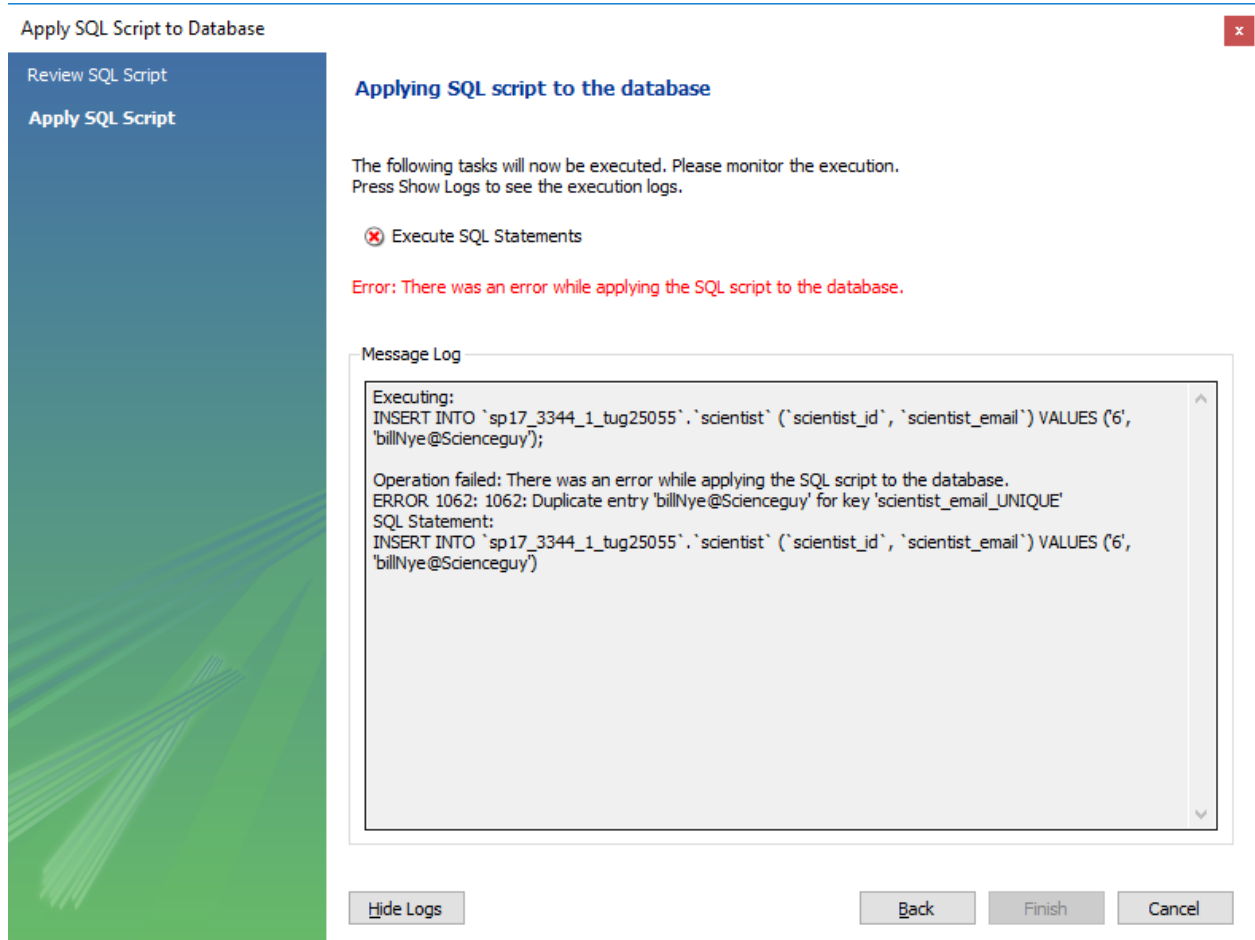 Apply SQL Script to Database
x
Review SQL Script
Apply SQL Script
Applying SQL script to the database
The following tasks will now be executed. Please monitor the execution.
Press Show Logs to see the execution logs.
Execute SQL Statements
Error: There was an error while applying the SQL script to the database.
Message Log
Executing:
INSERT INTO `sp17_3344_1_tug25055`.`scientist` (`scientist_id`, `scientist_email`) VALUES ('6',
'billNye@Scienceguy');
Operation failed: There was an error while applying the SQL script to the database.
ERROR 1062: 1062: Duplicate entry 'billNye@Scienceguy' for key 'scientist_email_UNIQUE'
SQL Statement:
INSERT INTO `sp17_3344_1_tug25055`.`scientist` (`scientist_id`, `scientist_email`) VALUES ('6',
'billNye@Scienceguy')
Hide Logs
Back
Finish
Cancel